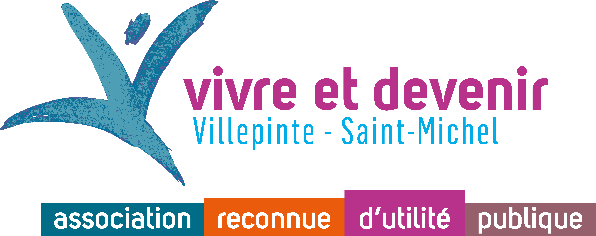 vivre et devenir
Villepinte - Saint-Michel
association reconnue d'utilité publique